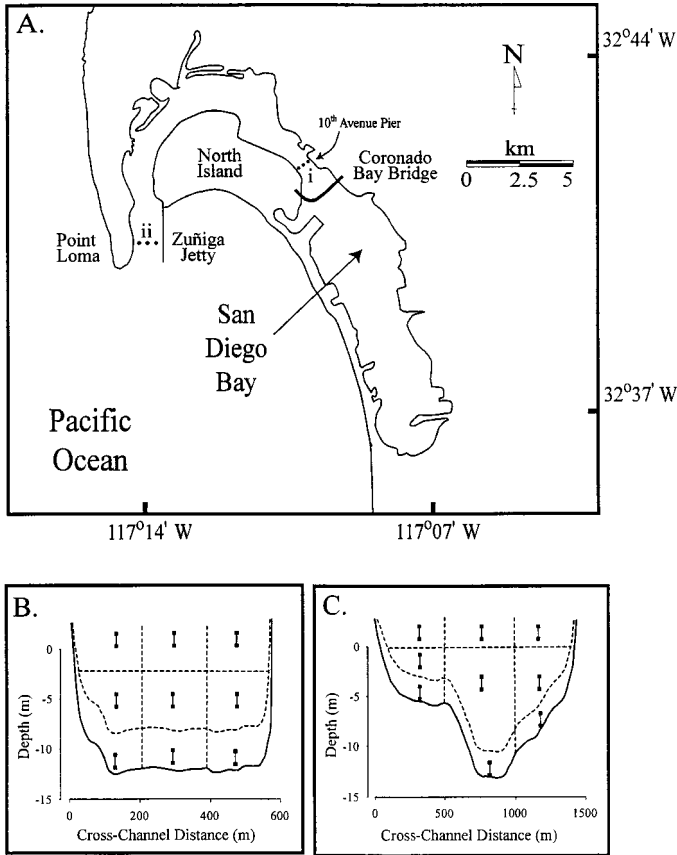 A.
32°44' W
N
10th Avenue Pier
km
0 2.5 5
North
Island
i
Coronado
Bay Bridge
Point
Loma
ii
Zuñiga
Jetty
San
Diego
Bay
32°37' W
Pacific
Ocean
117°14' W
117°07' W
B.
0
-5
-10
-15
Depth (m)
0 200 400 600
Cross-Channel Distance (m)
C.
0
-5
-10
-15
Depth (m)
0 500 1000 1500
Cross-Channel Distance (m)